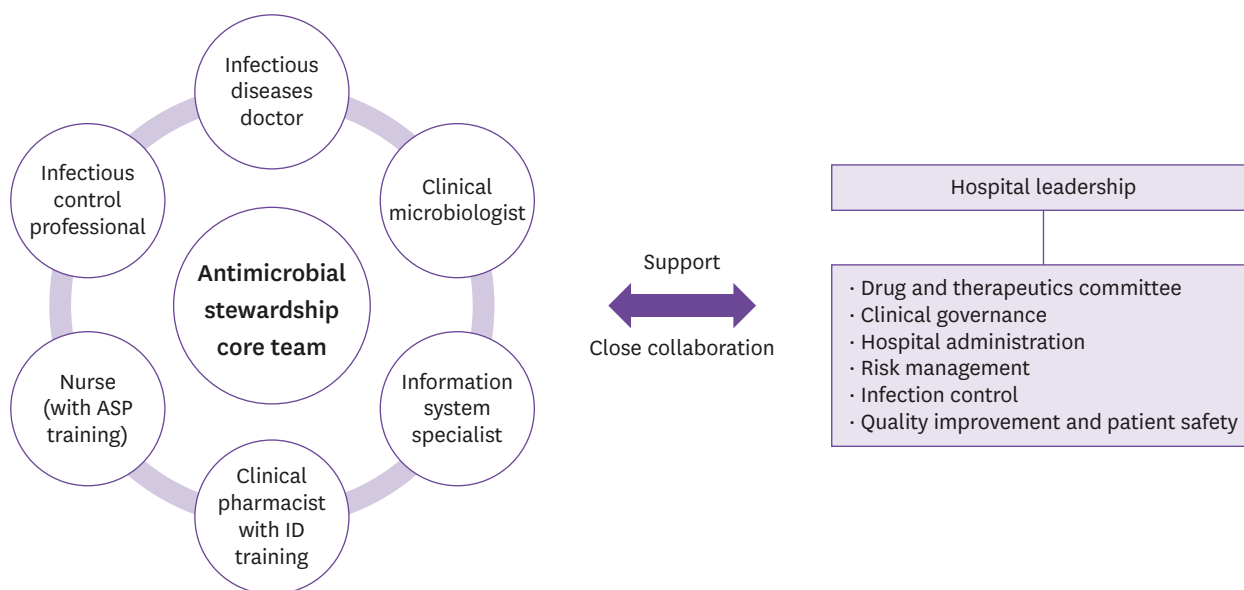 Infectious
diseases
doctor
Clinical
microbiologist
Information
system
specialist
Clinical
pharmacist
with ID
training
Nurse
(with ASP
training)
Infectious
control
professional
Antimicrobial
stewardship
core team
Support
Close collaboration
Hospital leadership
· Drug and therapeutics committee
· Clinical governance
· Hospital administration
· Risk management
· Infection control
· Quality improvement and patient safety